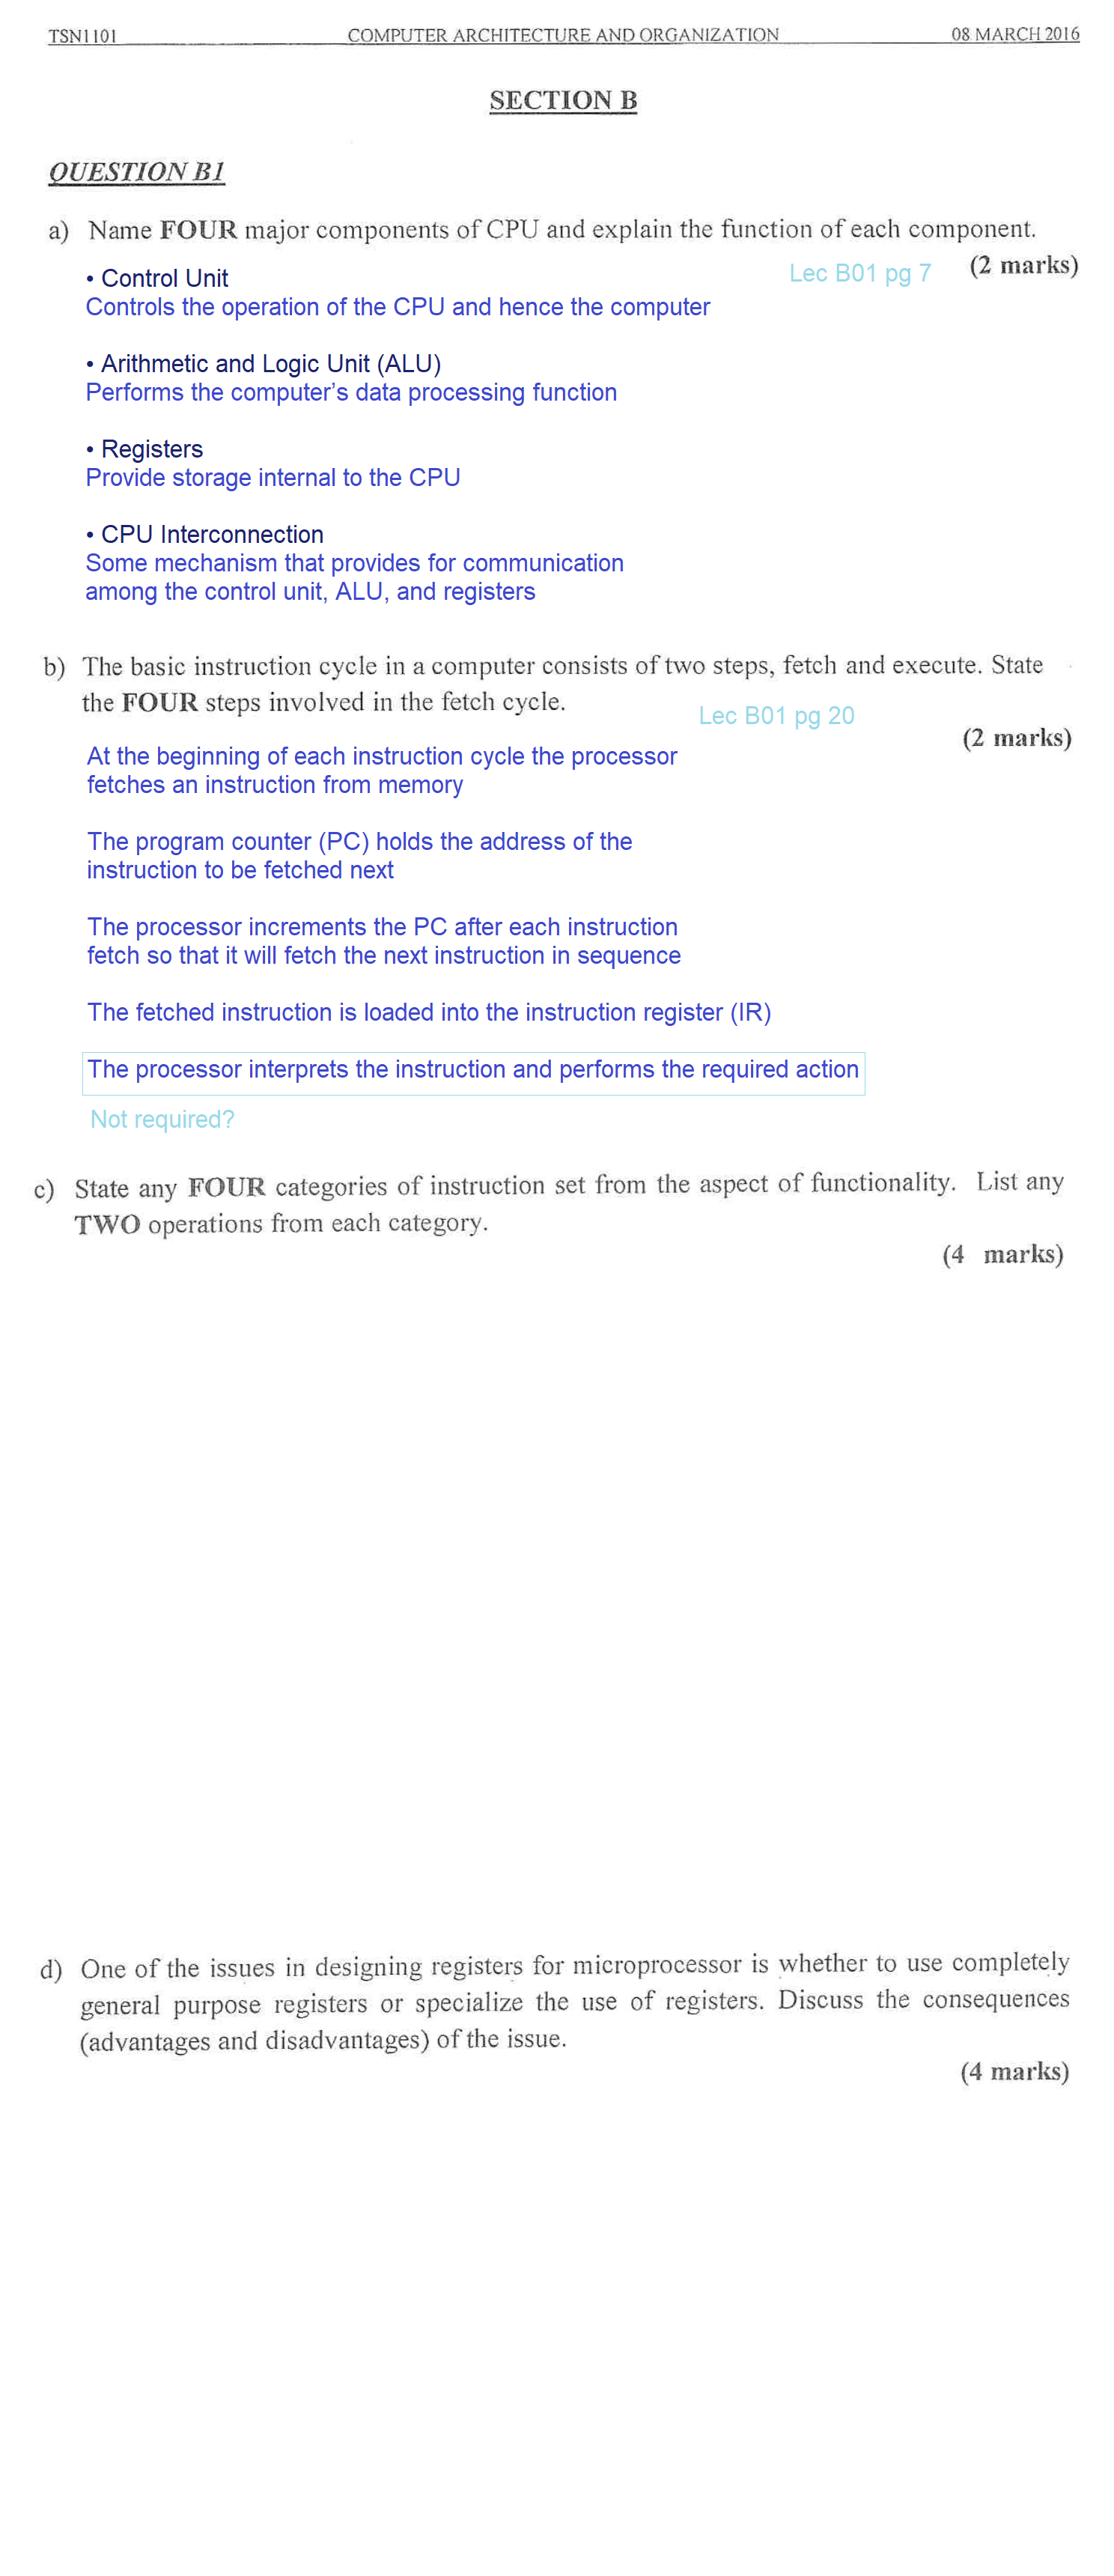 TSN1101 COMPUTER ARCHITECTURE AND ORGANIZATION 08 MARCH 2016
SECTION B
QUESTION B1
a) Name FOUR major components of CPU and explain the function of each component.
(2 marks)
Lec B01 pg 7
• Control Unit
Controls the operation of the CPU and hence the computer
• Arithmetic and Logic Unit (ALU)
Performs the computer’s data processing function
• Registers
Provide storage internal to the CPU
• CPU Interconnection
Some mechanism that provides for communication
among the control unit, ALU, and registers
b) The basic instruction cycle in a computer consists of two steps, fetch and execute. State
the FOUR steps involved in the fetch cycle.
Lec B01 pg 20
(2 marks)
At the beginning of each instruction cycle the processor
fetches an instruction from memory
The program counter (PC) holds the address of the
instruction to be fetched next
The processor increments the PC after each instruction
fetch so that it will fetch the next instruction in sequence
The fetched instruction is loaded into the instruction register (IR)
The processor interprets the instruction and performs the required action
Not required?
c) State any FOUR categories of instruction set from the aspect of functionality. List any
TWO operations from each category.
(4 marks)
d) One of the issues in designing registers for microprocessor is whether to use completely
general purpose registers or specialize the use of registers. Discuss the consequences
(advantages and disadvantages) of the issue.
(4 marks)